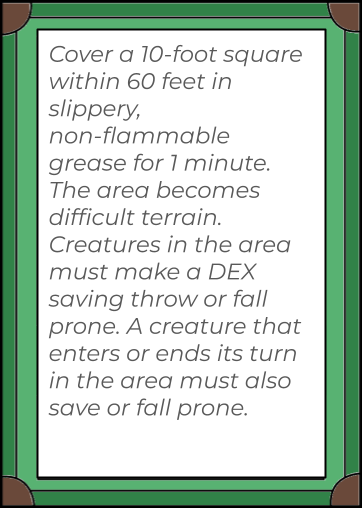 Cover a 10-foot square
within 60 feet in
slippery,
non-flammable
grease for 1 minute.
The area becomes
difficult terrain.
Creatures in the area
must make a DEX
saving throw or fall
prone. A creature that
enters or ends its turn
in the area must also
save or fall prone.